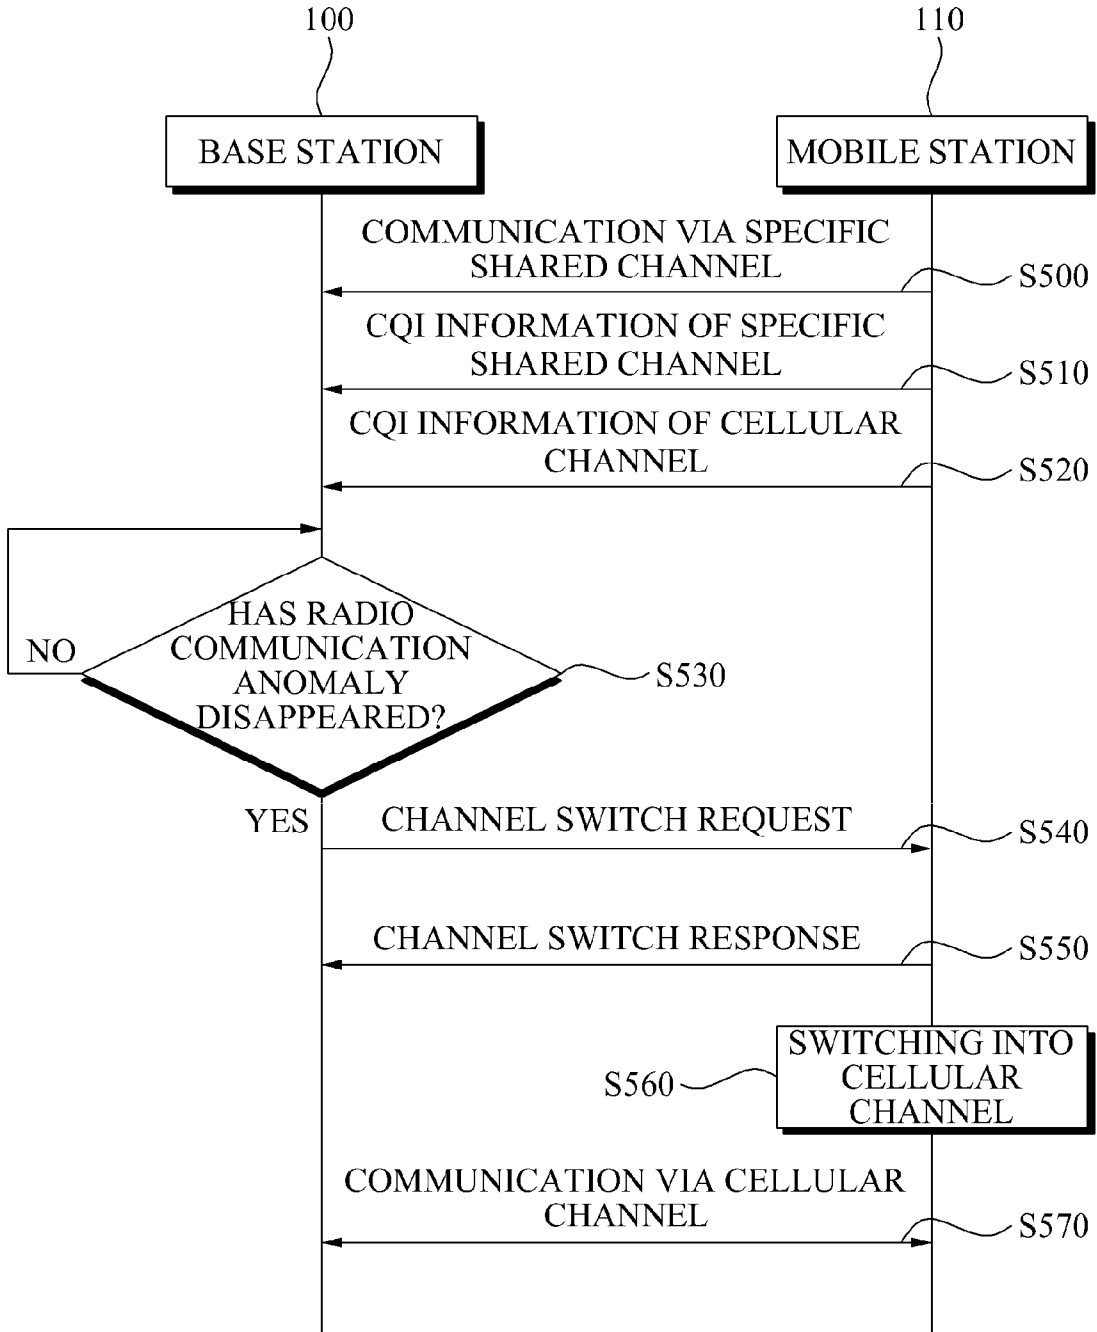 100
110
BASE STATION
MOBILE STATION
COMMUNICATION VIA SPECIFIC
SHARED CHANNEL
S500
CQI INFORMATION OF SPECIFIC
SHARED CHANNEL
S510
CQI INFORMATION OF CELLULAR
CHANNEL
S520
HAS RADIO
COMMUNICATION
ANOMALY
DISAPPEARED?
NO
S530
YES
CHANNEL SWITCH REQUEST
S540
CHANNEL SWITCH RESPONSE
S550
SWITCHING INTO
CELLULAR
CHANNEL
S560
COMMUNICATION VIA CELLULAR
CHANNEL
S570